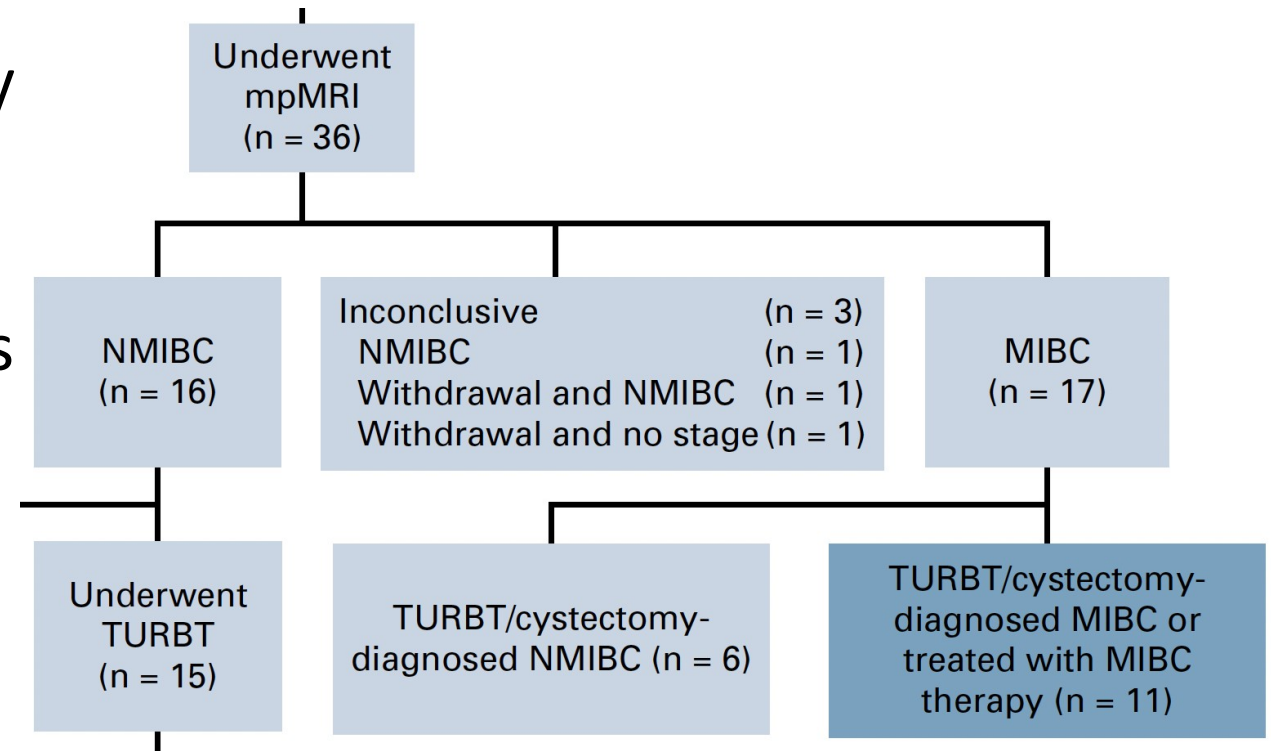 Underwent
mpMRI
(n = 36)
y
s
NMIBC
(n = 16)
Inconclusive (n = 3)
NMIBC (n = 1)
Withdrawal and NMIBC (n = 1)
Withdrawal and no stage (n = 1)
MIBC
(n = 17)
Underwent
TURBT
(n = 15)
TURBT/cystectomy-
diagnosed NMIBC (n = 6)
TURBT/cystectomy-
diagnosed MIBC or
treated with MIBC
therapy (n = 11)